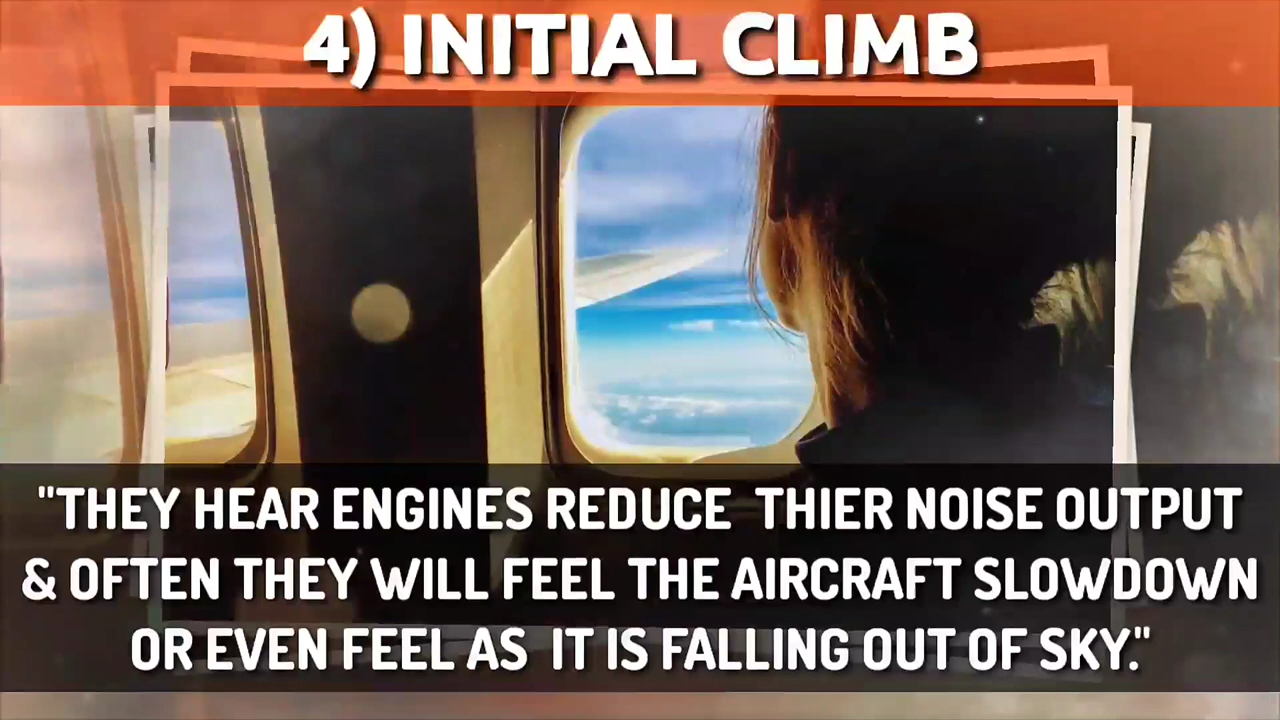 4) INITIAL CLIMB
"THEY HEAR ENGINES REDUCE THIER NOISE OUTPUT
& OFTEN THEY WILL FEEL THE AIRCRAFT SLOWDOWN
OR EVEN FEEL AS IT IS FALLING OUT OF SKY."